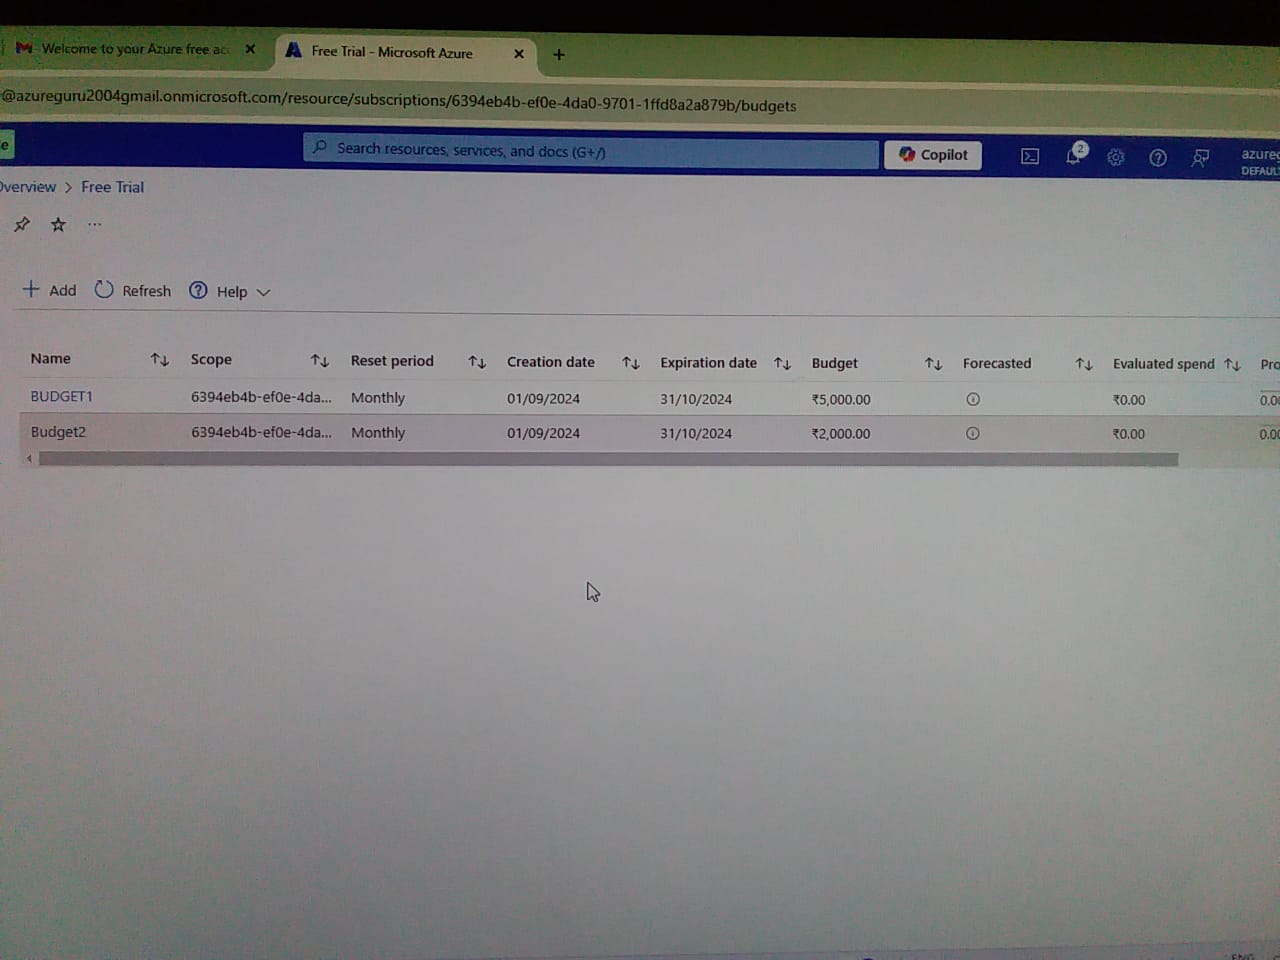 Welcome to your Azure free acc
Free Trial - Microsoft Azure
@azureguru2004gmail.onmicrosoft.com/resource/subscriptions/6394eb4b-ef0e-4da0-9701-1ffd8a2a879b/budgets
Search resources, services, and docs (G+/) Copilot 2
azureg
DEFAUL
Overview > Free Trial
...
+ Add Refresh Help
Name Scope Reset period Creation date Expiration date Budget Forecasted Evaluated spend Pro
BUDGET1 6394eb4b-ef0e-4da... Monthly 01/09/2024 31/10/2024 ₹5,000.00 ₹0.00 0.00
Budget2 6394eb4b-ef0e-4da... Monthly 01/09/2024 31/10/2024 ₹2,000.00 ₹0.00 0.00